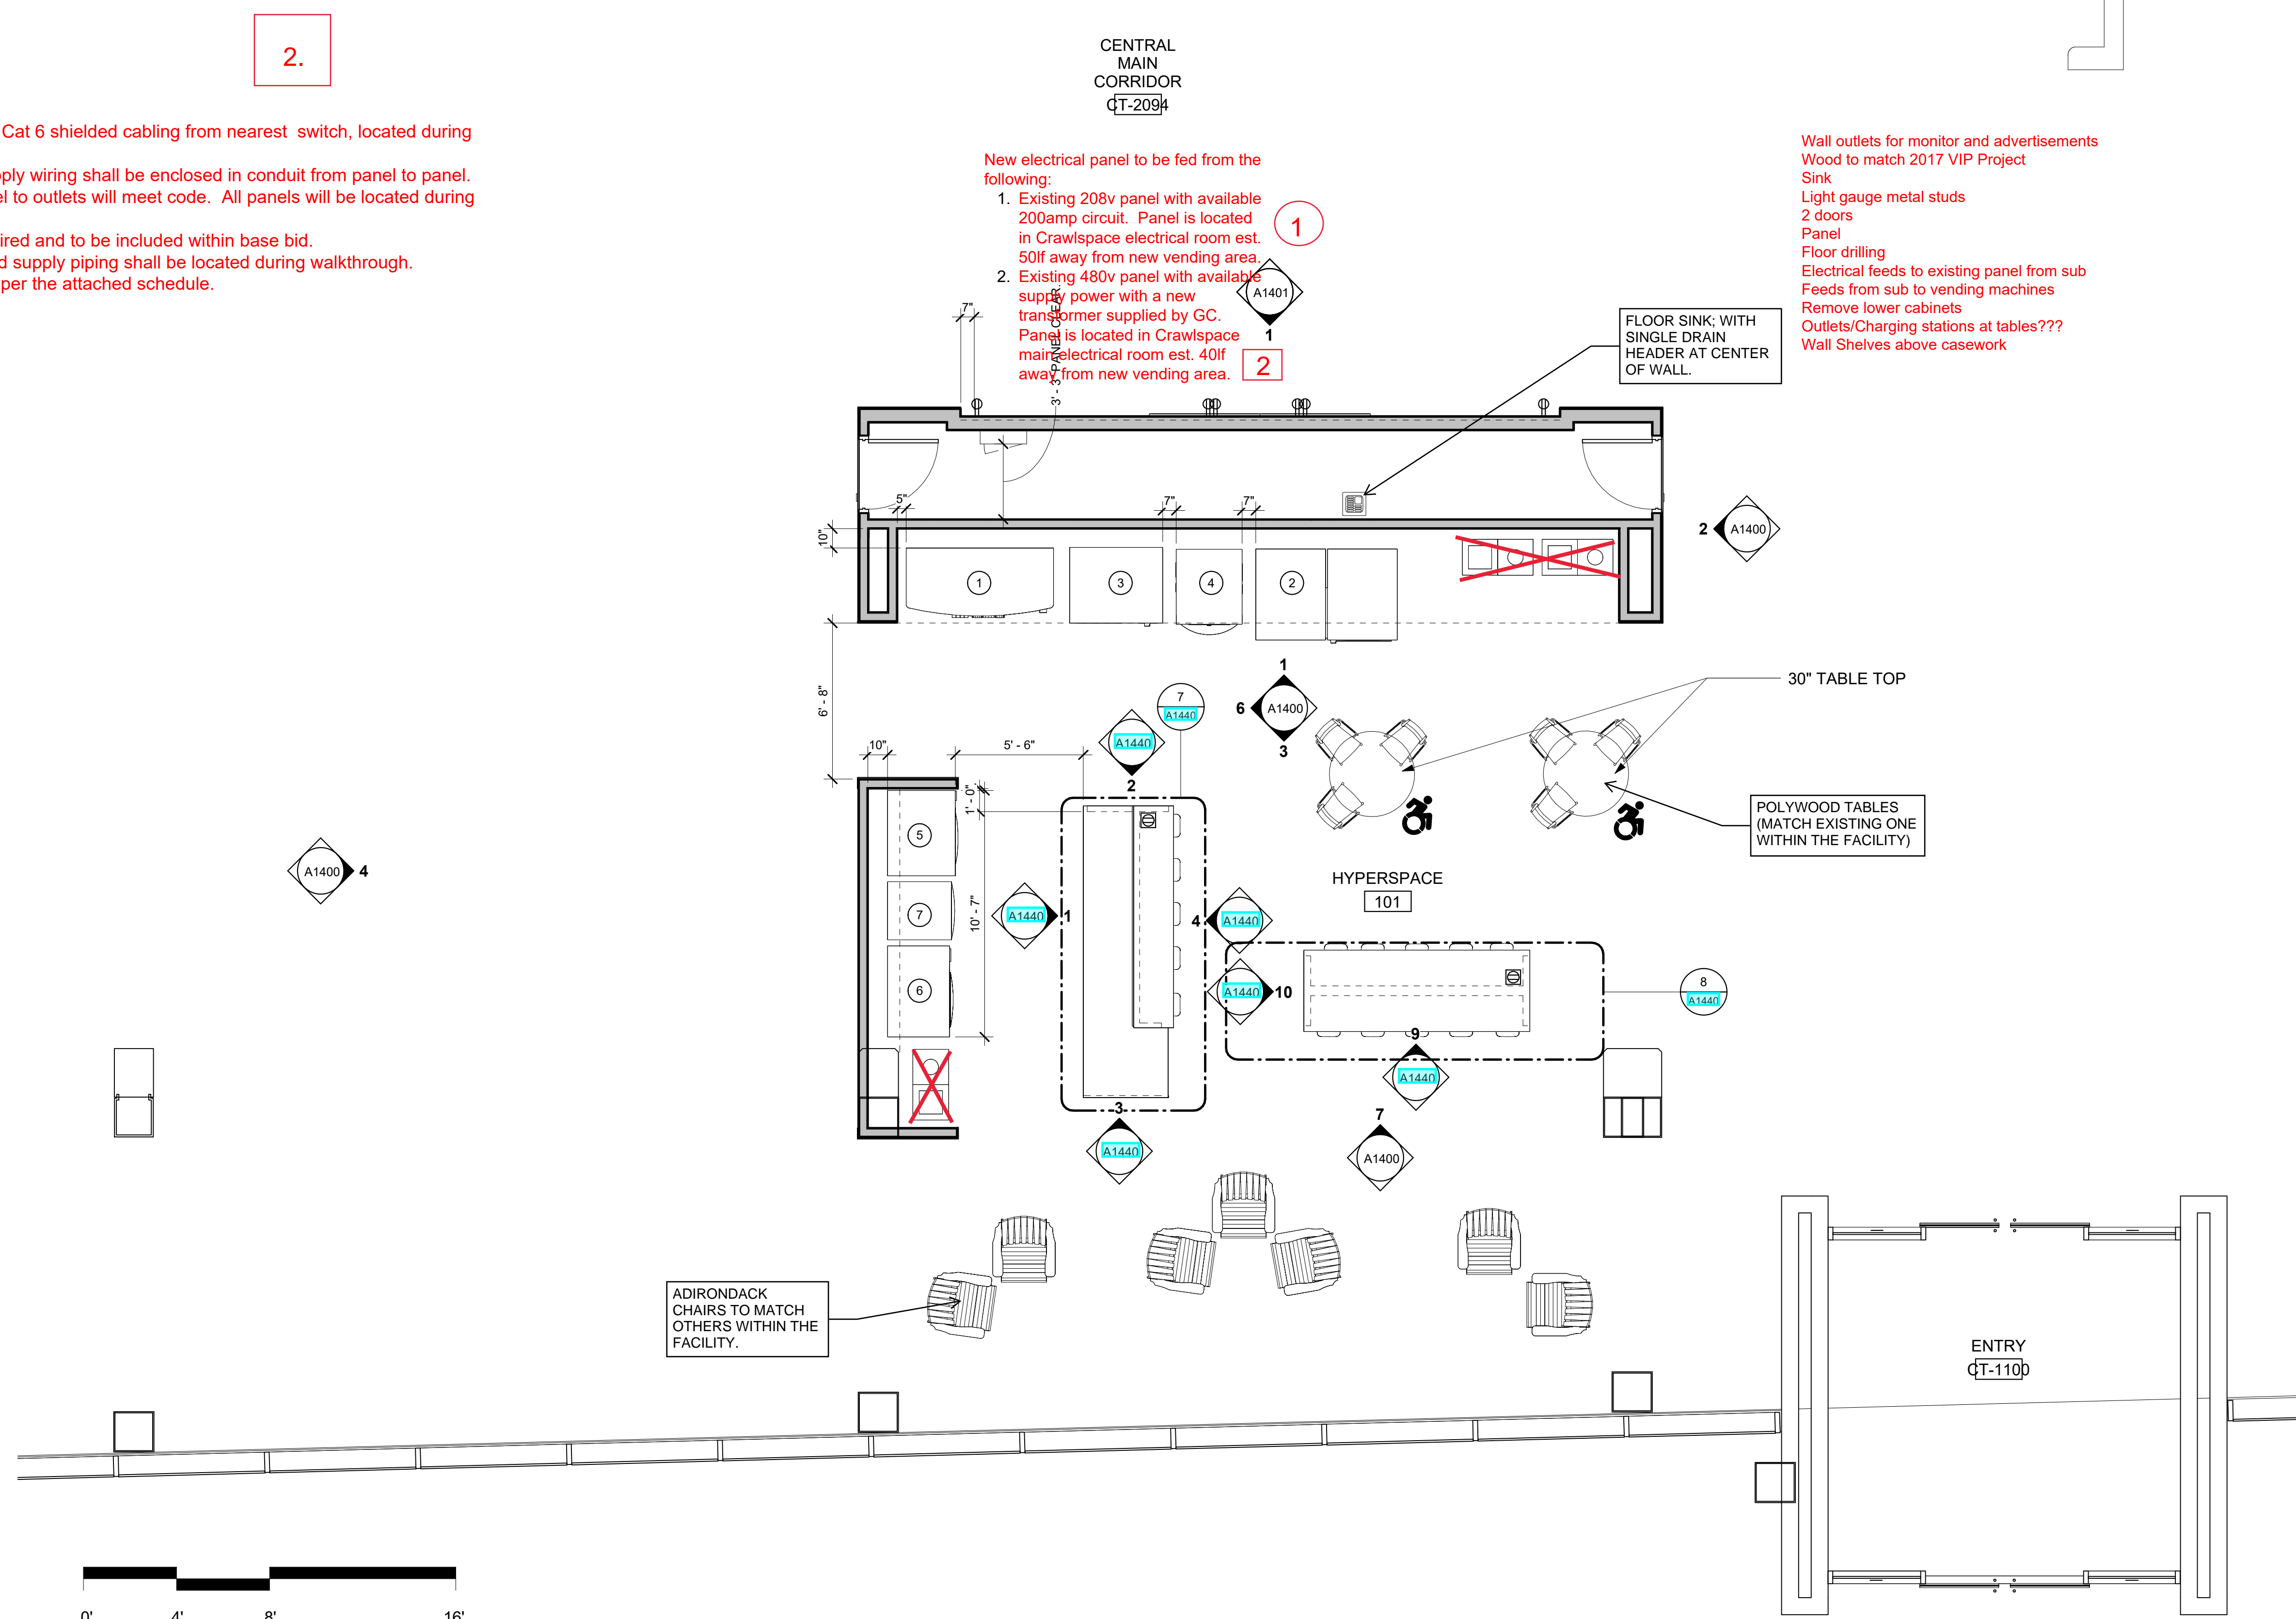 2.
Cat 6 shielded cabling from nearest switch, located during
ply wiring shall be enclosed in conduit from panel to panel.
el to outlets will meet code. All panels will be located during
ired and to be included within base bid.
d supply piping shall be located during walkthrough.
per the attached schedule.
CENTRAL
MAIN
CORRIDOR
CT-2094
New electrical panel to be fed from the
following:
1. Existing 208v panel with available
200amp circuit. Panel is located
in Crawlspace electrical room est.
50lf away from new vending area.
2. Existing 480v panel with available
supply power with a new
transformer supplied by GC.
Panel is located in Crawlspace
main electrical room est. 40lf
away from new vending area.
1
2
A1401
1
Wall outlets for monitor and advertisements
Wood to match 2017 VIP Project
Sink
Light gauge metal studs
2 doors
Panel
Floor drilling
Electrical feeds to existing panel from sub
Feeds from sub to vending machines
Remove lower cabinets
Outlets/Charging stations at tables???
Wall Shelves above casework
FLOOR SINK; WITH
SINGLE DRAIN
HEADER AT CENTER
OF WALL.
7"
3' - 3" PANEL CLEAR.
5"
7"
7"
10"
2
A1400
1
3
4
2
6' - 8"
1
6
A1400
3
30" TABLE TOP
7
A1440
A1440
2
10"
5' - 6"
1' - 0"
10' - 7"
5
7
6
POLYWOOD TABLES
(MATCH EXISTING ONE
WITHIN THE FACILITY)
A1400
4
HYPERSPACE
101
A1440
1
4
A1440
A1440
10
8
A1440
9
A1440
3
A1440
7
A1400
ADIRONDACK
CHAIRS TO MATCH
OTHERS WITHIN THE
FACILITY.
ENTRY
CT-1100
0'
4'
8'
16'